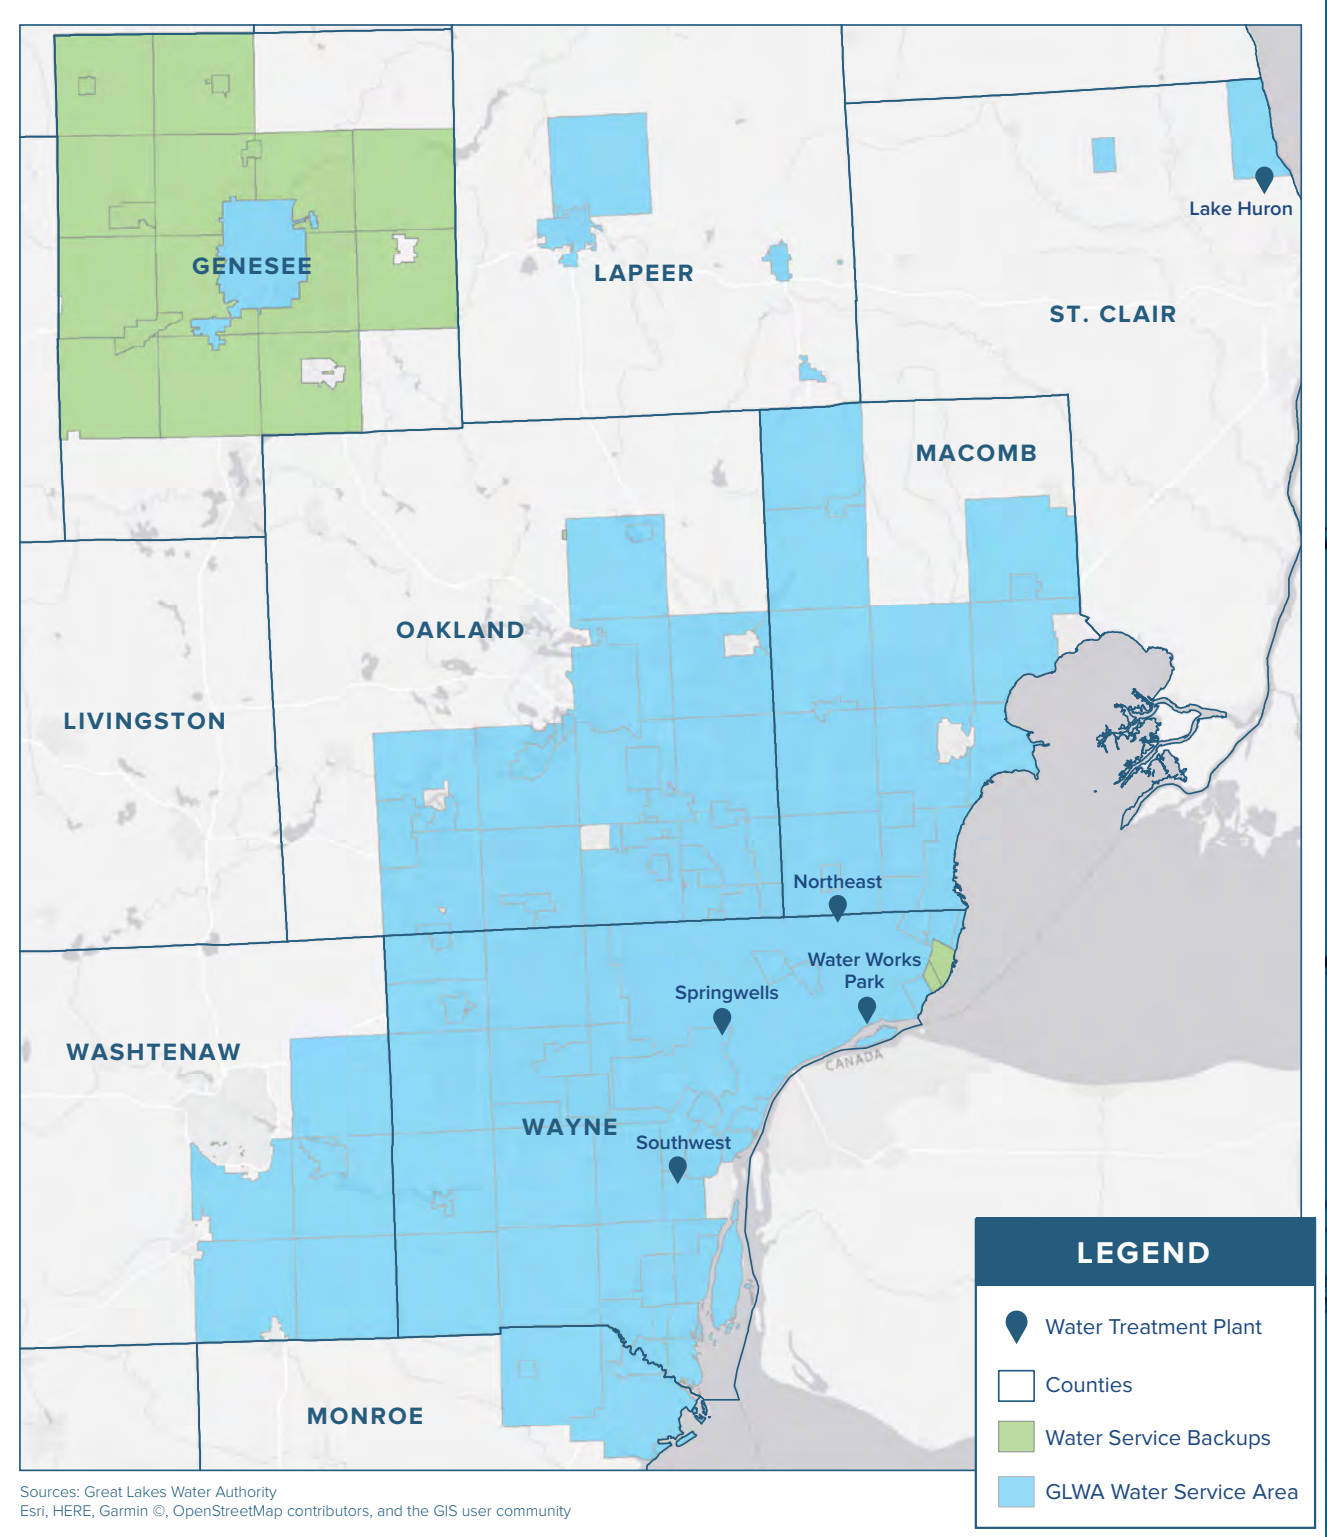 Lake Huron
GENESEE
LAPEER
ST. CLAIR
MACOMB
OAKLAND
LIVINGSTON
Northeast
Water Works
Park
Springwells
WASHTENAW
CANADA
WAYNE
Southwest
MONROE
LEGEND
Water Treatment Plant
Counties
Water Service Backups
GLWA Water Service Area
Sources: Great Lakes Water Authority
Esri, HERE, Garmin ©, OpenStreetMap contributors, and the GIS user community